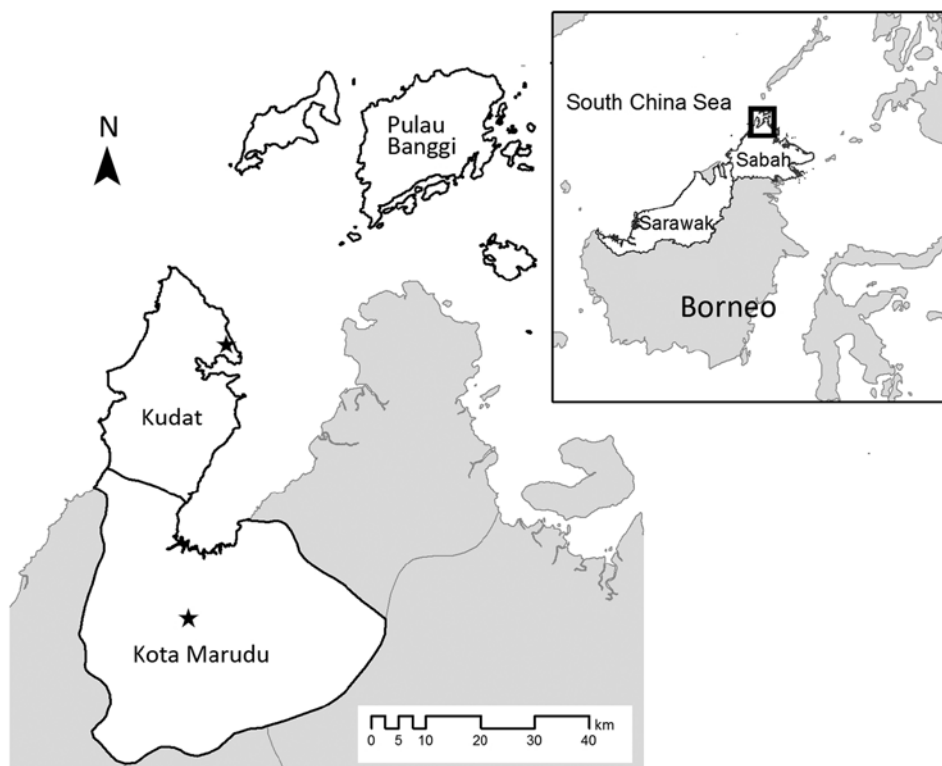 N
Pulau
Banggi
Kudat
Kota Marudu
South China Sea
Sabah
Sarawak
Borneo
km
0 5 10 20 30 40